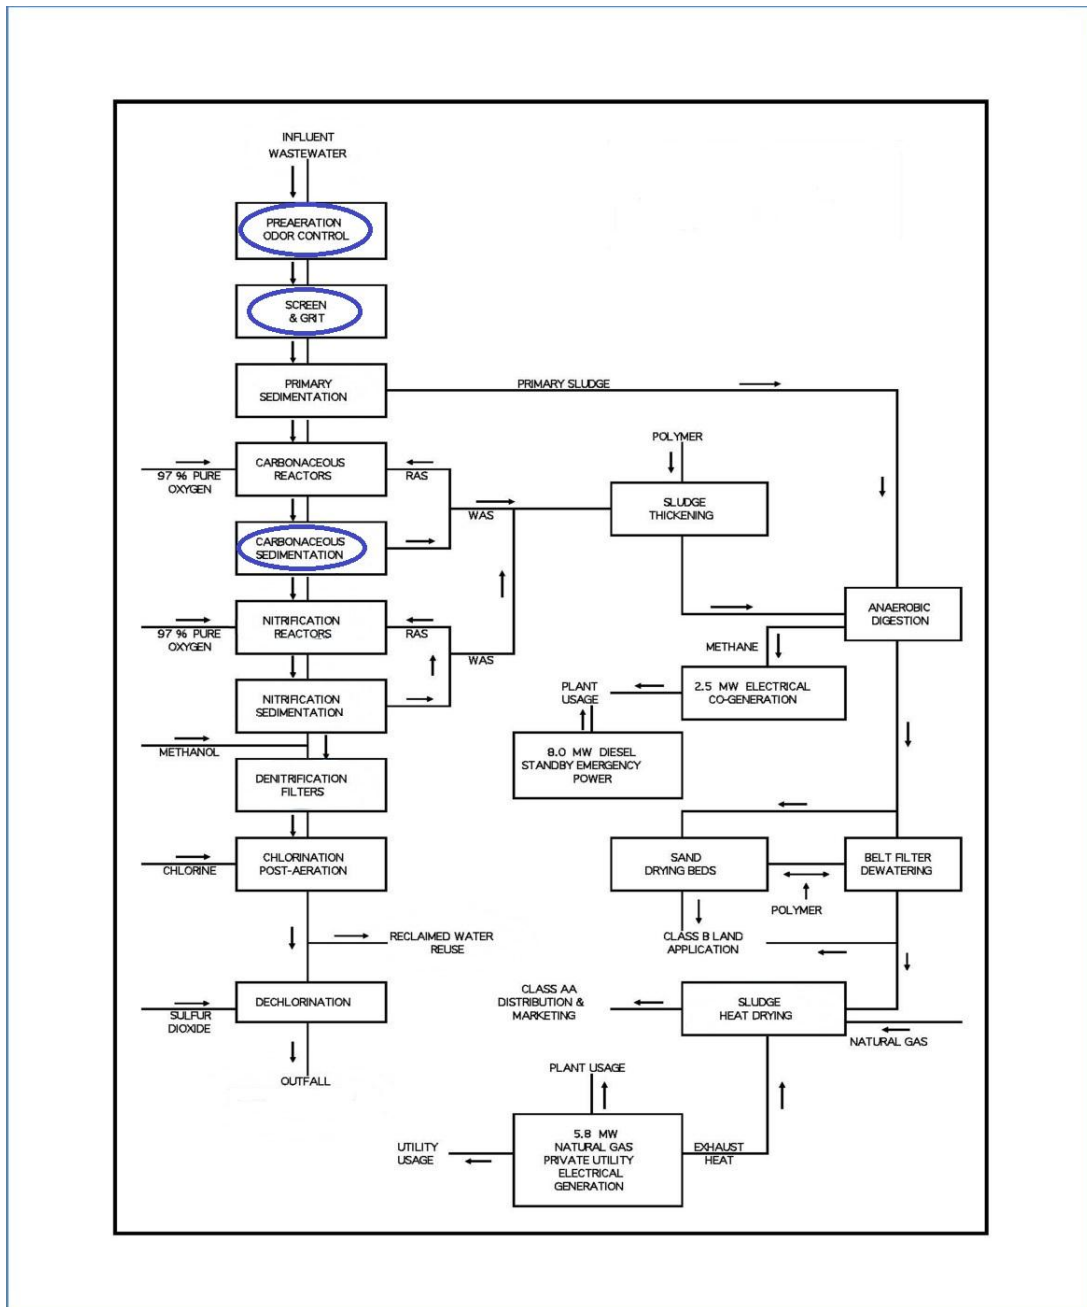 INFLUENT
WASTEWATER
PREAERATION
ODOR CONTROL
SCREEN
& GRIT
PRIMARY
SEDIMENTATION
PRIMARY SLUDGE
CARBONACEOUS
REACTORS
97 % PURE
OXYGEN
RAS
WAS
POLYMER
SLUDGE
THICKENING
CARBONACEOUS
SEDIMENTATION
NITRIFICATION
REACTORS
97 % PURE
OXYGEN
RAS
WAS
ANAEROBIC
DIGESTION
METHANE
NITRIFICATION
SEDIMENTATION
PLANT
USAGE
2.5 MW ELECTRICAL
CO-GENERATION
METHANOL
8.0 MW DIESEL
STANDBY EMERGENCY
POWER
DENITRIFICATION
FILTERS
CHLORINE
CHLORINATION
POST-AERATION
SAND
DRYING BEDS
BELT FILTER
DEWATERING
POLYMER
RECLAIMED WATER
REUSE
CLASS B LAND
APPLICATION
SULFUR
DIOXIDE
DECHLORINATION
CLASS AA
DISTRIBUTION &
MARKETING
SLUDGE
HEAT DRYING
NATURAL GAS
OUTFALL
PLANT USAGE
UTILITY
USAGE
5.8 MW
NATURAL GAS
PRIVATE UTILITY
ELECTRICAL
GENERATION
EXHAUST
HEAT